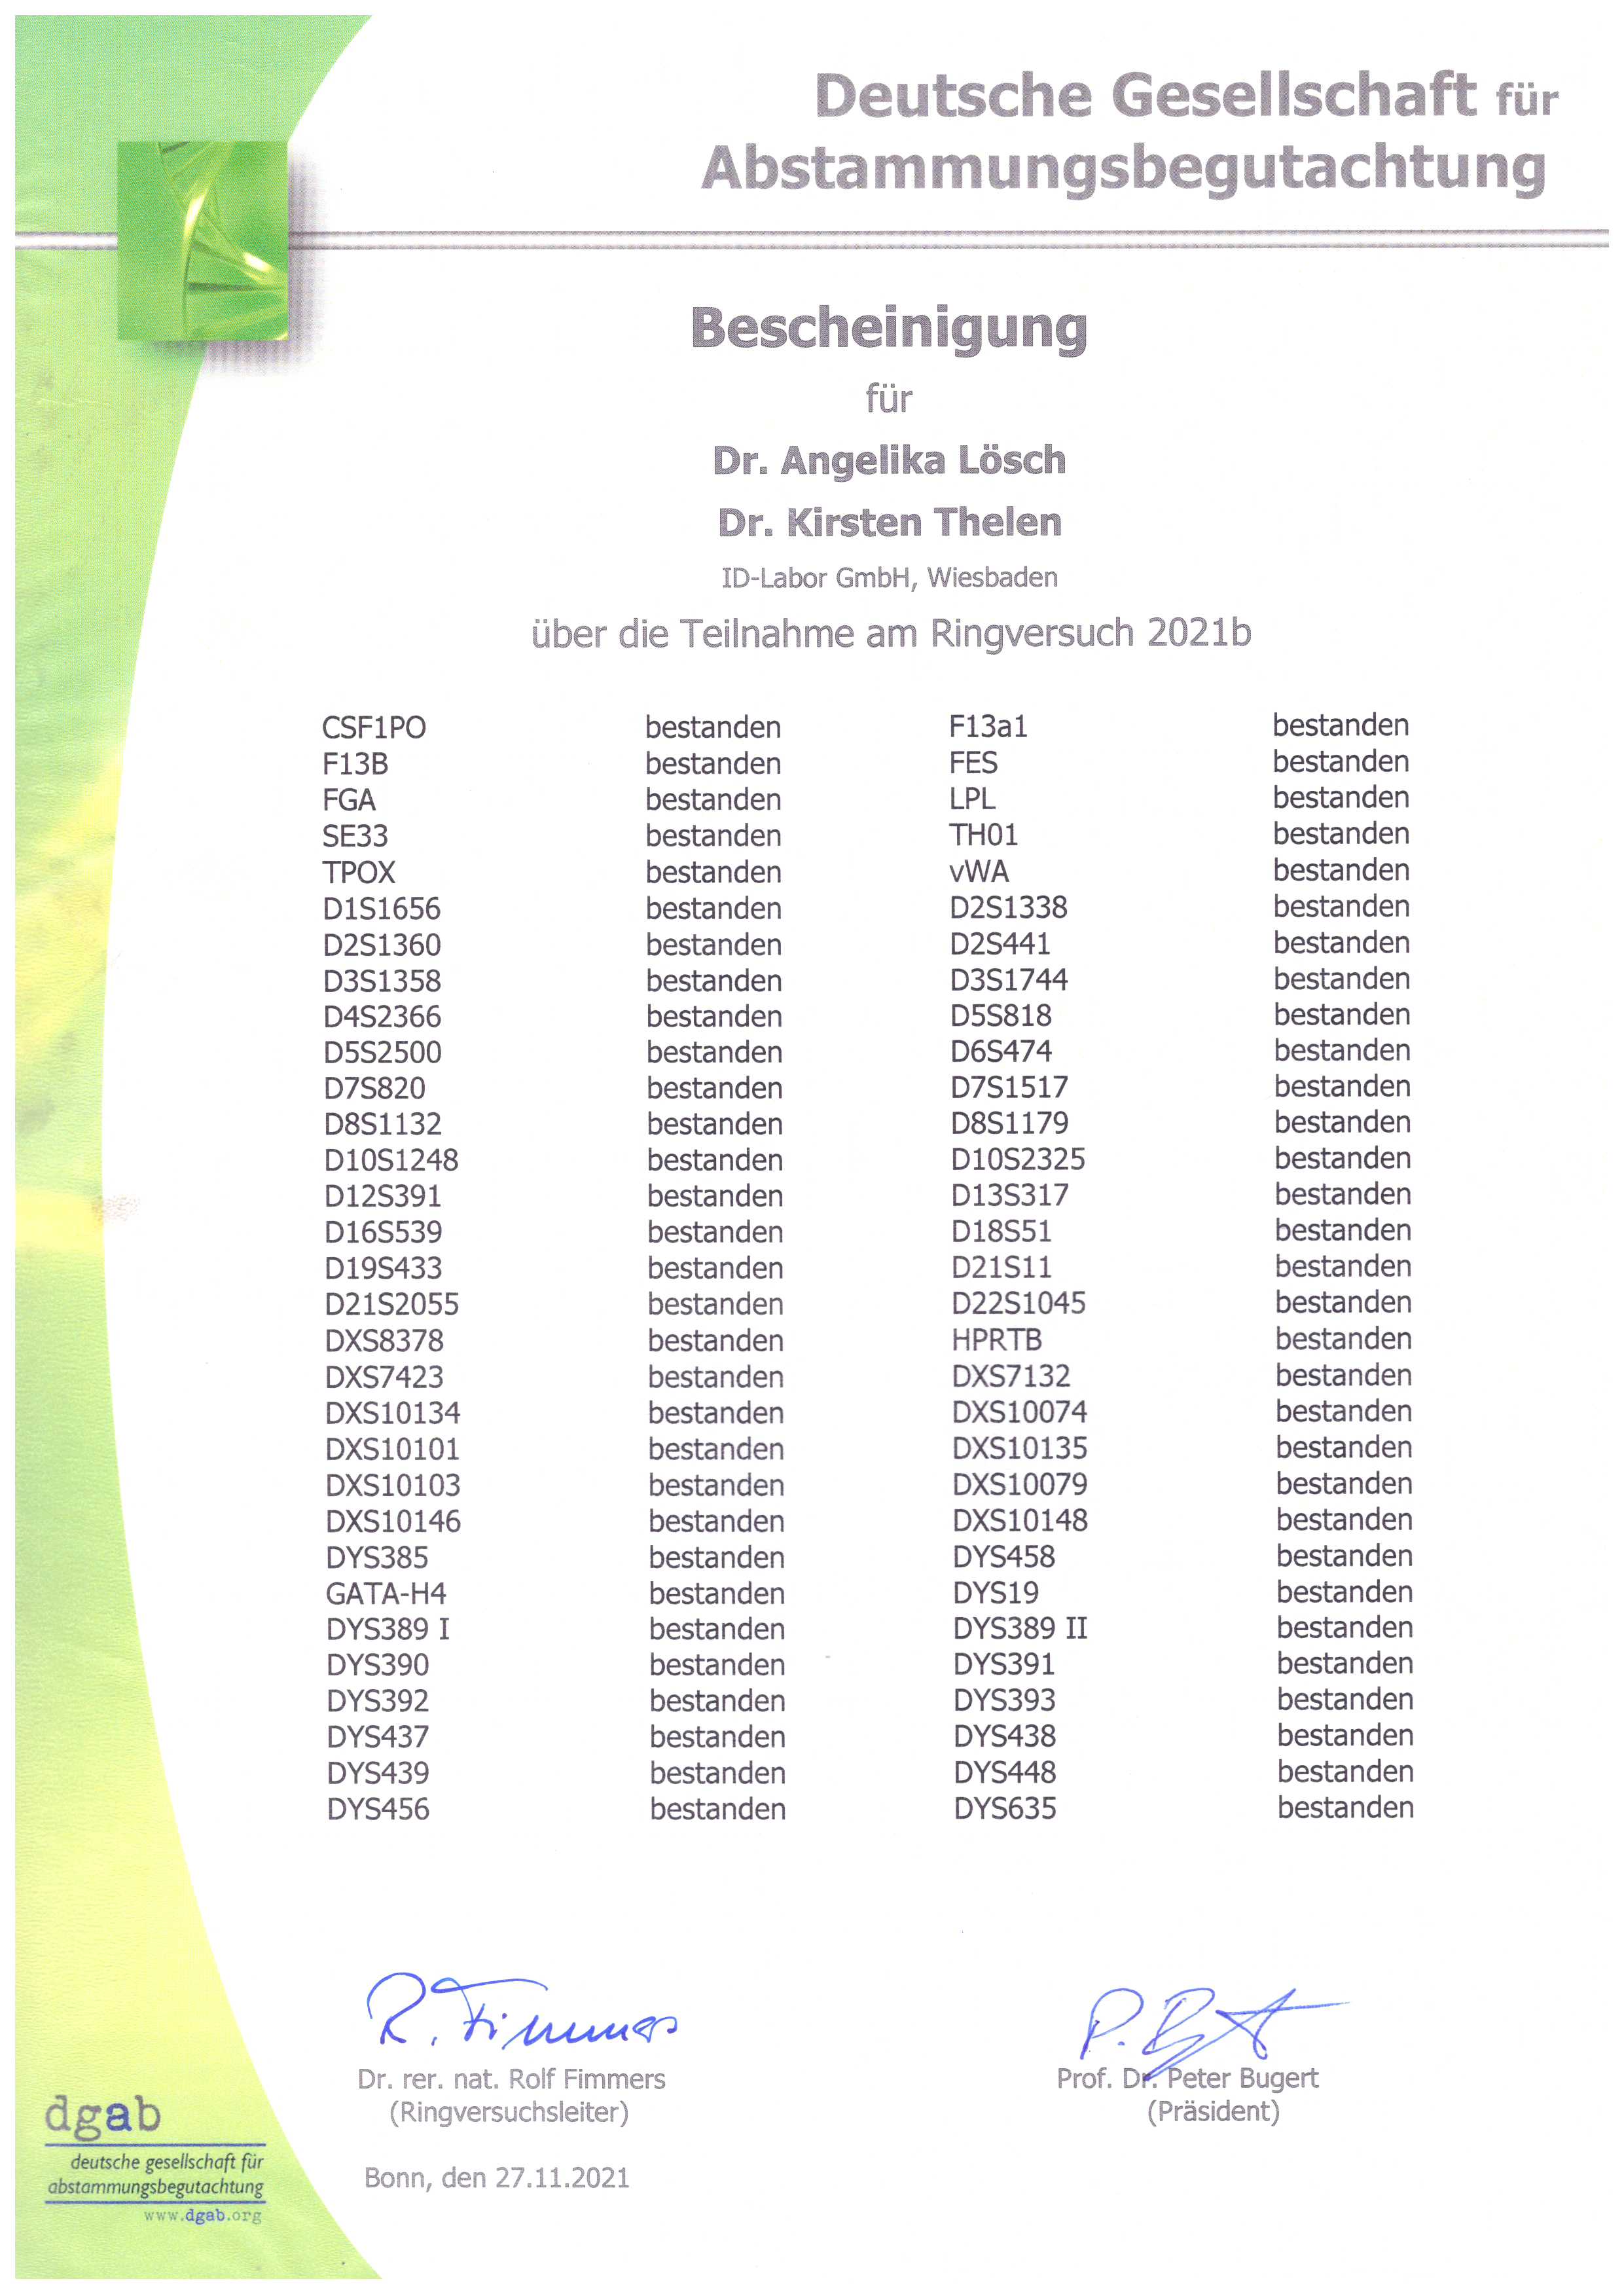 Deutsche Gesellschaft für
Abstammungsbegutachtung
Bescheinigung
für
Dr. Angelika Lösch
Dr. Kirsten Thelen
ID-Labor GmbH, Wiesbaden
über die Teilnahme am Ringversuch 2021b
CSF1PO bestanden F13a1 bestanden
F13B bestanden FES bestanden
FGA bestanden LPL bestanden
SE33 bestanden TH01 bestanden
TPOX bestanden vWA bestanden
D1S1656 bestanden D2S1338 bestanden
D2S1360 bestanden D2S441 bestanden
D3S1358 bestanden D3S1744 bestanden
D4S2366 bestanden D5S818 bestanden
D5S2500 bestanden D6S474 bestanden
D7S820 bestanden D7S1517 bestanden
D8S1132 bestanden D8S1179 bestanden
D10S1248 bestanden D10S2325 bestanden
D12S391 bestanden D13S317 bestanden
D16S539 bestanden D18S51 bestanden
D19S433 bestanden D21S11 bestanden
D21S2055 bestanden D22S1045 bestanden
DXS8378 bestanden HPRTB bestanden
DXS7423 bestanden DXS7132 bestanden
DXS10134 bestanden DXS10074 bestanden
DXS10101 bestanden DXS10135 bestanden
DXS10103 bestanden DXS10079 bestanden
DXS10146 bestanden DXS10148 bestanden
DYS385 bestanden DYS458 bestanden
GATA-H4 bestanden DYS19 bestanden
DYS389 I bestanden DYS389 II bestanden
DYS390 bestanden DYS391 bestanden
DYS392 bestanden DYS393 bestanden
DYS437 bestanden DYS438 bestanden
DYS439 bestanden DYS448 bestanden
DYS456 bestanden DYS635 bestanden
R. Fimmers
Dr. rer. nat. Rolf Fimmers
(Ringversuchsleiter)
P. Bugert
Prof. Dr. Peter Bugert
(Präsident)
Bonn, den 27.11.2021
dgab
deutsche gesellschaft für
abstammungsbegutachtung
www.dgab.org